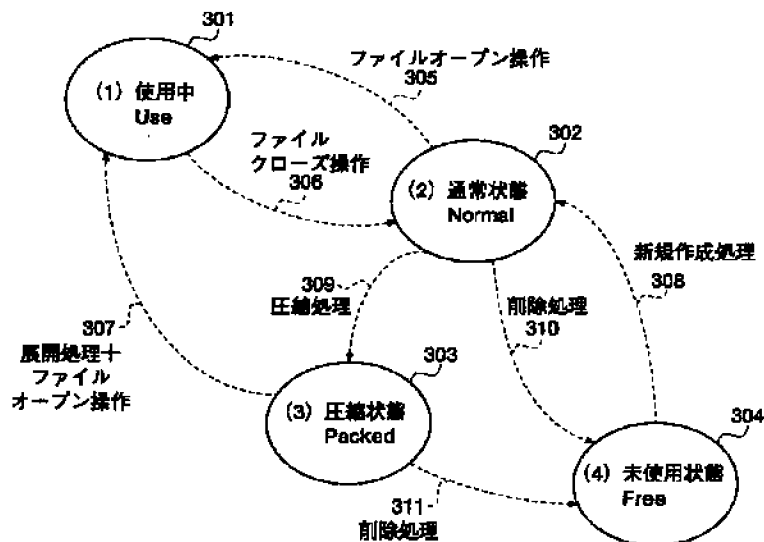 301
(1) 使用中
Use
ファイルオープン操作
305
ファイル
クローズ操作
306
302
(2) 通常状態
Normal
新規作成処理
308
309
圧縮処理
削除処理
310
307
展開処理+
ファイル
オープン操作
303
(3) 圧縮状態
Packed
304
(4) 未使用状態
Free
311
削除処理